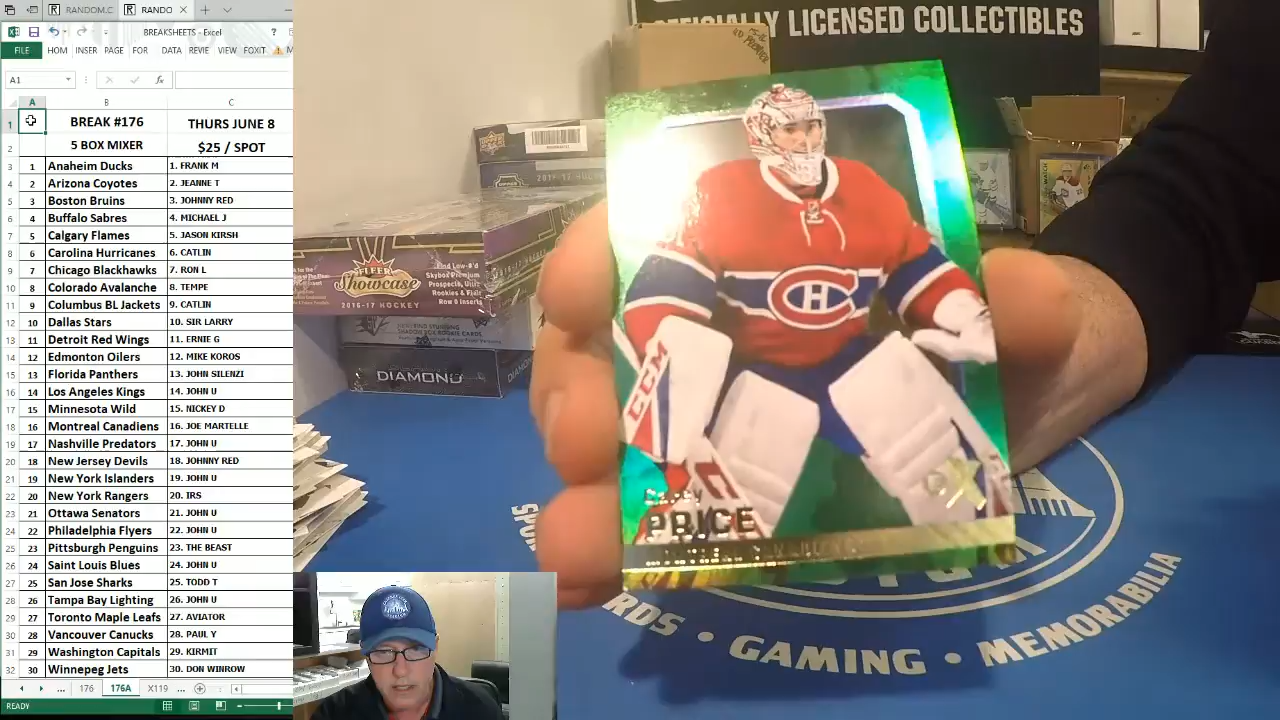 RANDOM.C
RANDO
BREAKSHEETS - Excel
?
FILE HOM INSER PAGE FOR DATA REVIE VIEW FOXIT M
A1
fx
A B C
1 BREAK #176 THURS JUNE 8
2 5 BOX MIXER $25 / SPOT
3 1 Anaheim Ducks 1. FRANK M
4 2 Arizona Coyotes 2. JEANNE T
5 3 Boston Bruins 3. JOHNNY RED
6 4 Buffalo Sabres 4. MICHAEL J
7 5 Calgary Flames 5. JASON KIRSH
8 6 Carolina Hurricanes 6. CATLIN
9 7 Chicago Blackhawks 7. RON L
10 8 Colorado Avalanche 8. TEMPE
11 9 Columbus BL Jackets 9. CATLIN
12 10 Dallas Stars 10. SIR LARRY
13 11 Detroit Red Wings 11. ERNIE G
14 12 Edmonton Oilers 12. MIKE KOROS
15 13 Florida Panthers 13. JOHN SILENZI
16 14 Los Angeles Kings 14. JOHN U
17 15 Minnesota Wild 15. NICKEY D
18 16 Montreal Canadiens 16. JOE MARTELLE
19 17 Nashville Predators 17. JOHN U
20 18 New Jersey Devils 18. JOHNNY RED
21 19 New York Islanders 19. JOHN U
22 20 New York Rangers 20. IRS
23 21 Ottawa Senators 21. JOHN U
24 22 Philadelphia Flyers 22. JOHN U
25 23 Pittsburgh Penguins 23. THE BEAST
26 24 Saint Louis Blues 24. JOHN U
27 25 San Jose Sharks 25. TODD T
28 26 Tampa Bay Lighting 26. JOHN U
29 27 Toronto Maple Leafs 27. AVIATOR
30 28 Vancouver Canucks 28. PAUL Y
31 29 Washington Capitals 29. KIRMIT
32 30 Winnepeg Jets 30. DON WINROW
... 176 176A X119 ...
READY
OFFICIALLY LICENSED COLLECTIBLES
FLEER
Showcase
2016-17 HOCKEY
DIAMOND
CCM
CH
PRICE
GAMING • MEMORABILIA